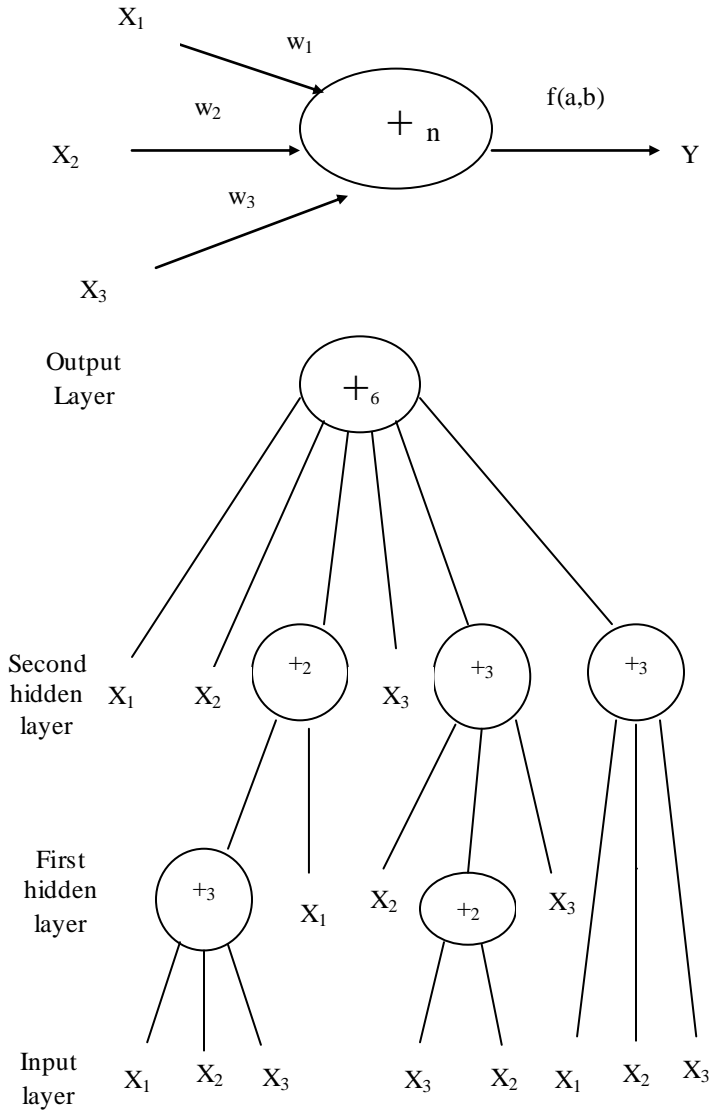 X₁
w₁
f(a,b)
w₂
+ n
X₂
Y
w₃
X₃
Output
Layer
+₆
Second
hidden
layer
X₁
X₂
+₂
X₃
+₃
+₃
First
hidden
layer
+₃
X₁
X₂
+₂
X₃
Input
layer
X₁
X₂
X₃
X₃
X₂
X₁
X₂
X₃